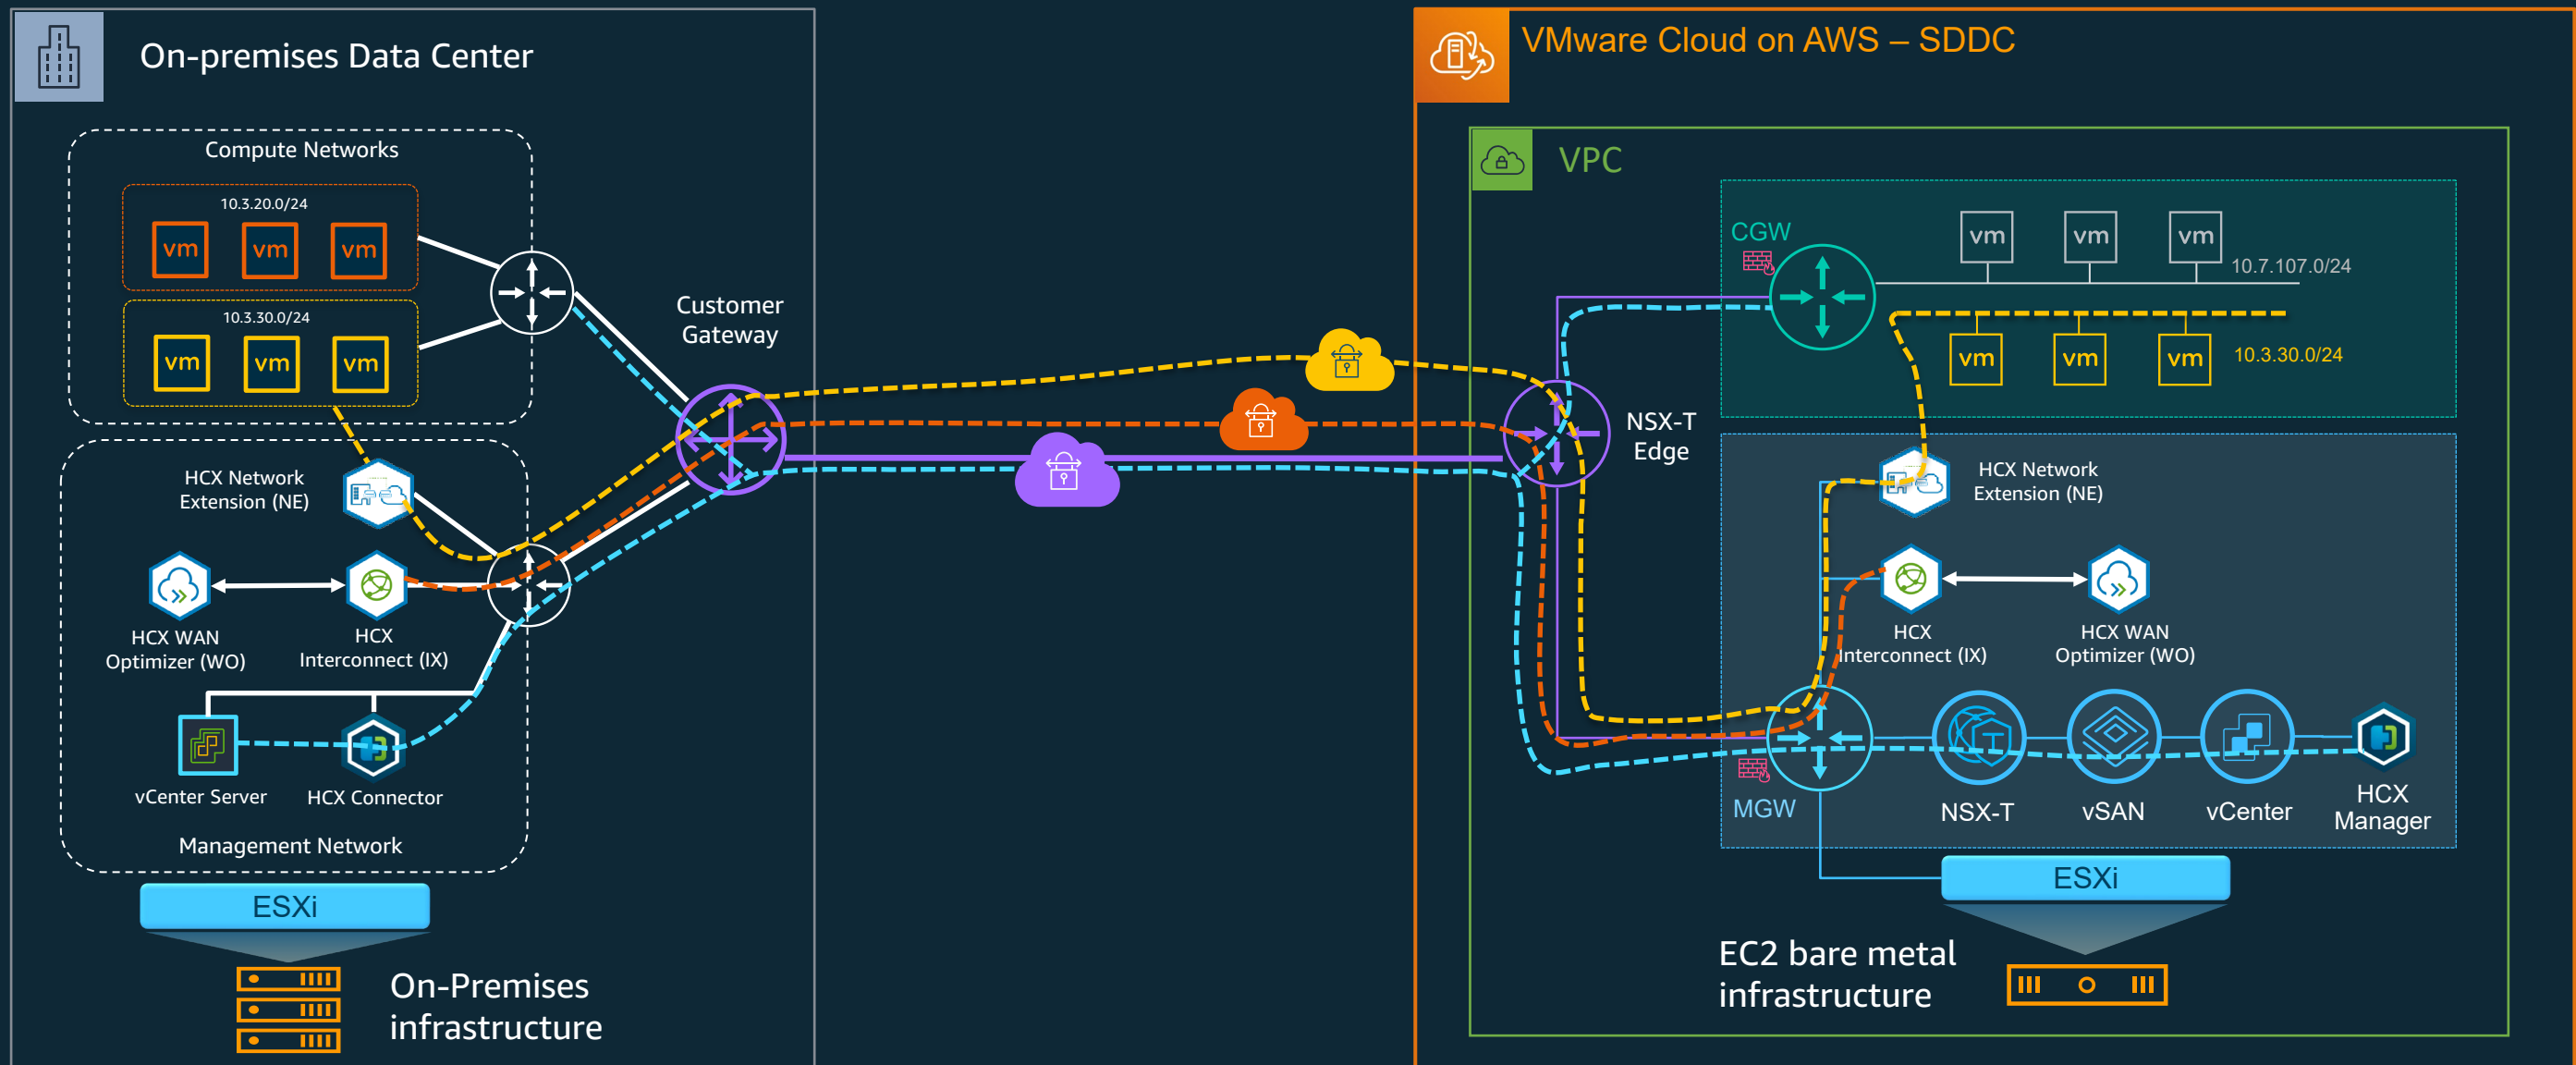 On-premises Data Center
Compute Networks
10.3.20.0/24
vm
vm
vm
10.3.30.0/24
vm
vm
vm
HCX Network
Extension (NE)
HCX WAN
Optimizer (WO)
HCX
Interconnect (IX)
vCenter Server
HCX Connector
Management Network
ESXi
On-Premises
infrastructure
Customer
Gateway
VMware Cloud on AWS – SDDC
VPC
NSX-T
Edge
CGW
vm
vm
vm
10.7.107.0/24
vm
vm
vm
10.3.30.0/24
HCX Network
Extension (NE)
HCX
Interconnect (IX)
HCX WAN
Optimizer (WO)
MGW
T
NSX-T
vSAN
vCenter
HCX
Manager
ESXi
EC2 bare metal
infrastructure